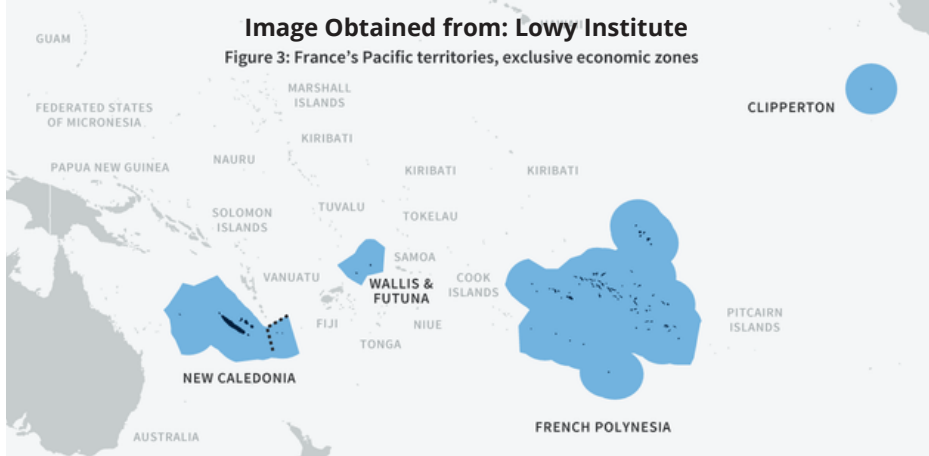 Image Obtained from: Lowy Institute
HAWAII
Figure 3: France's Pacific territories, exclusive economic zones
GUAM
MARSHALL
ISLANDS
CLIPPERTON
FEDERATED STATES
OF MICRONESIA
KIRIBATI
NAURU
PAPUA NEW GUINEA
KIRIBATI
KIRIBATI
TUVALU
TOKELAU
SOLOMON
ISLANDS
SAMOA
VANUATU
WALLIS &
FUTUNA
COOK
ISLANDS
PITCAIRN
ISLANDS
FIJI
NIUE
TONGA
NEW CALEDONIA
FRENCH POLYNESIA
AUSTRALIA